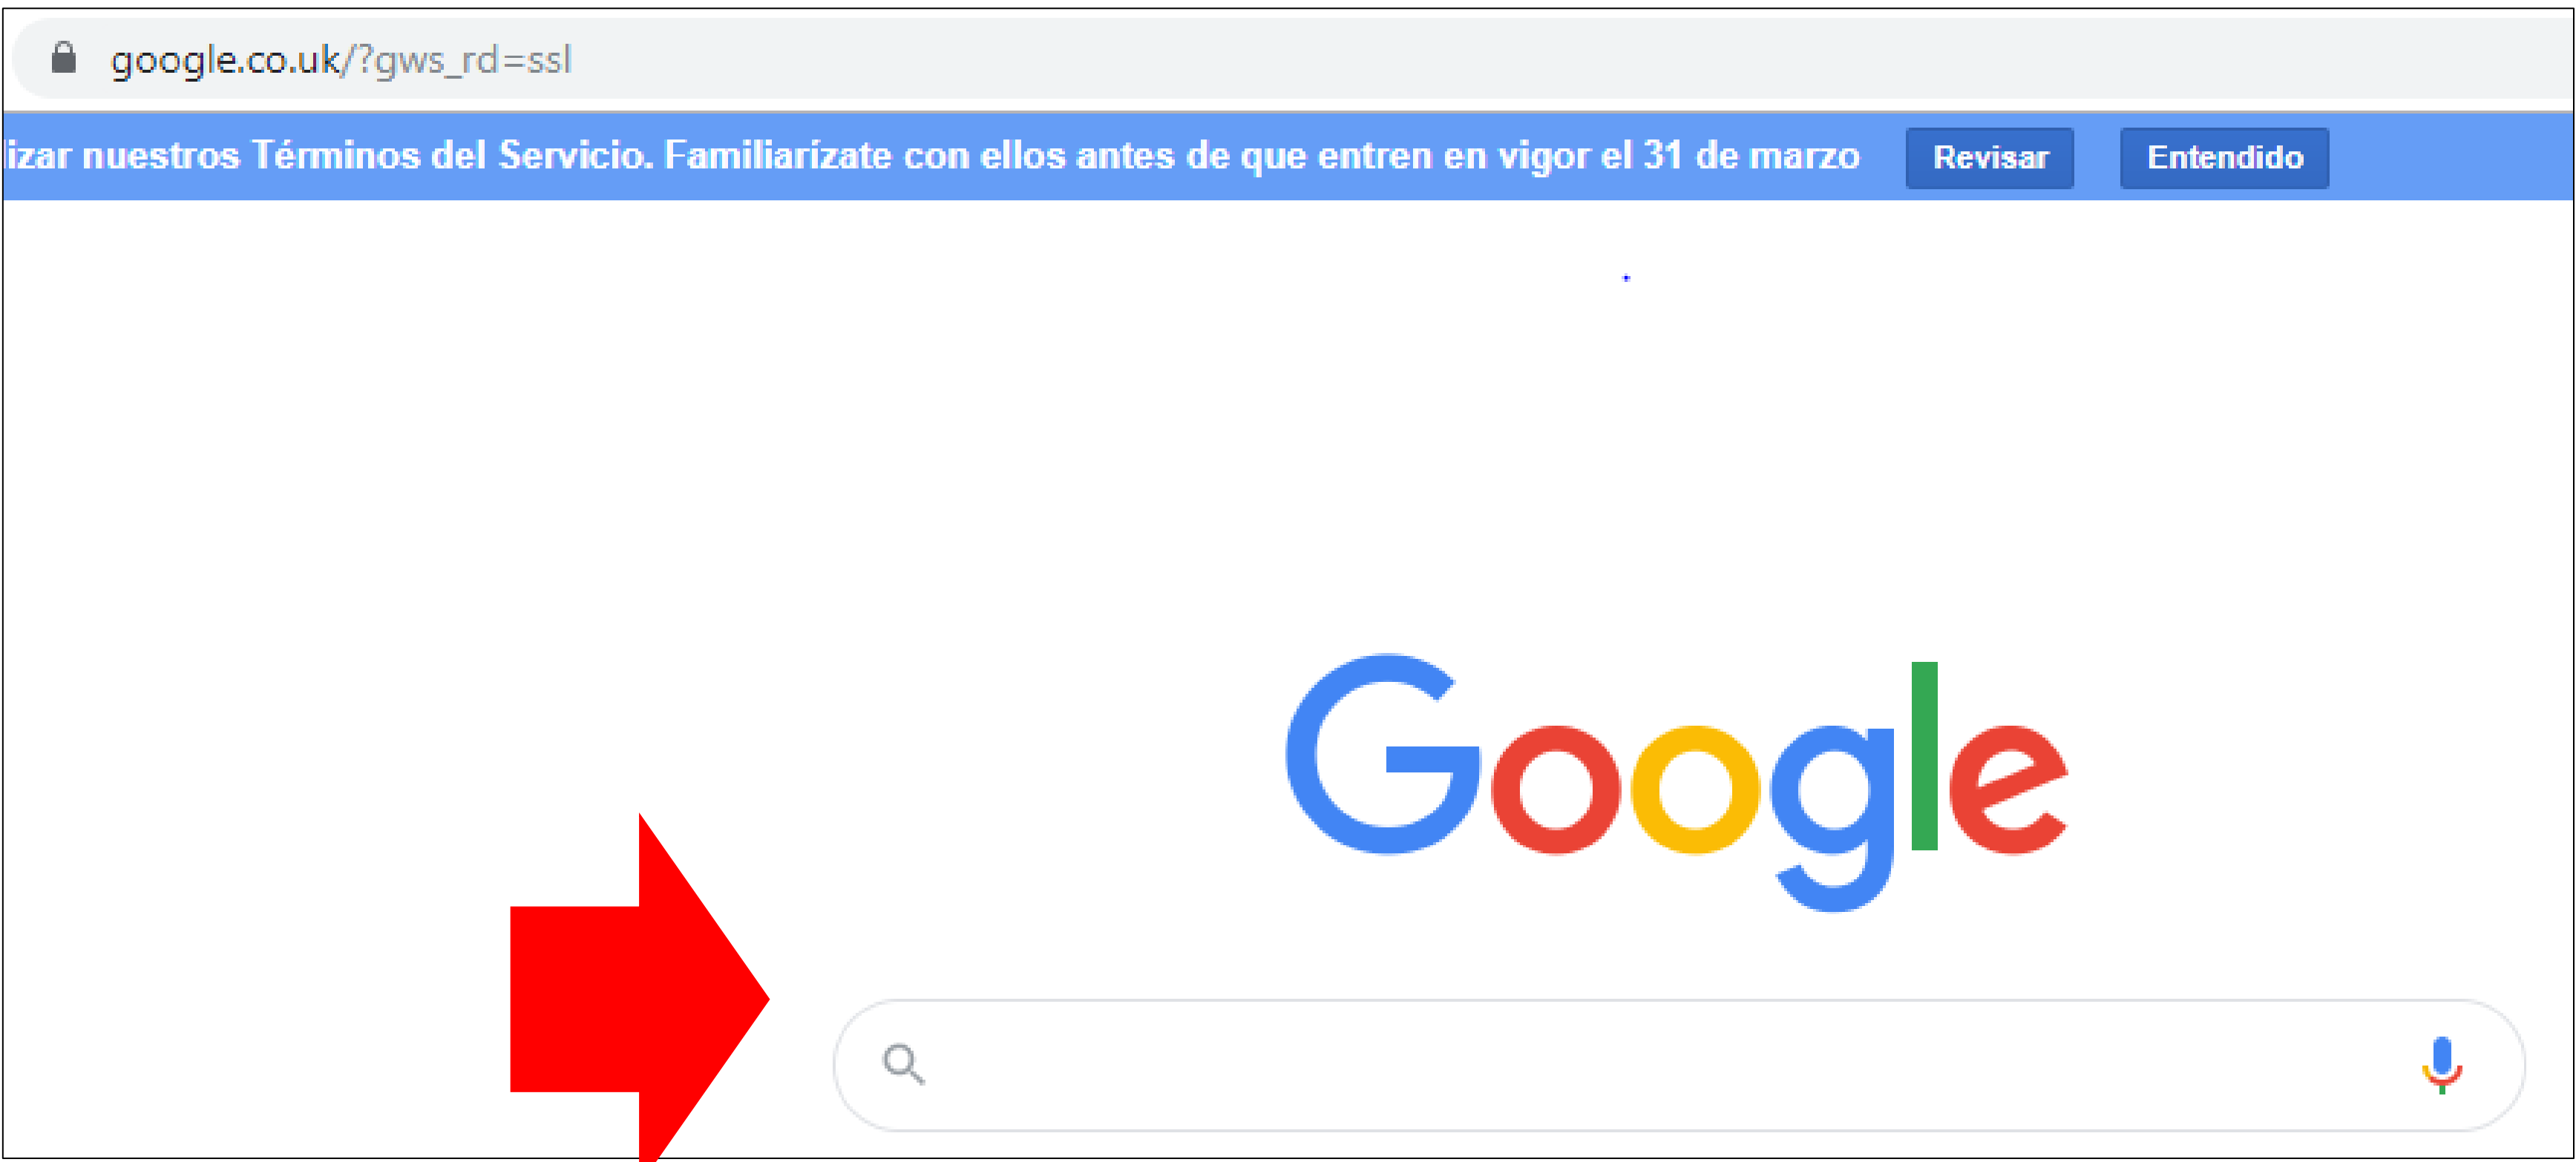 google.co.uk/?gws_rd=ssl
izar nuestros Términos del Servicio. Familiarízate con ellos antes de que entren en vigor el 31 de marzo Revisar Entendido
Google